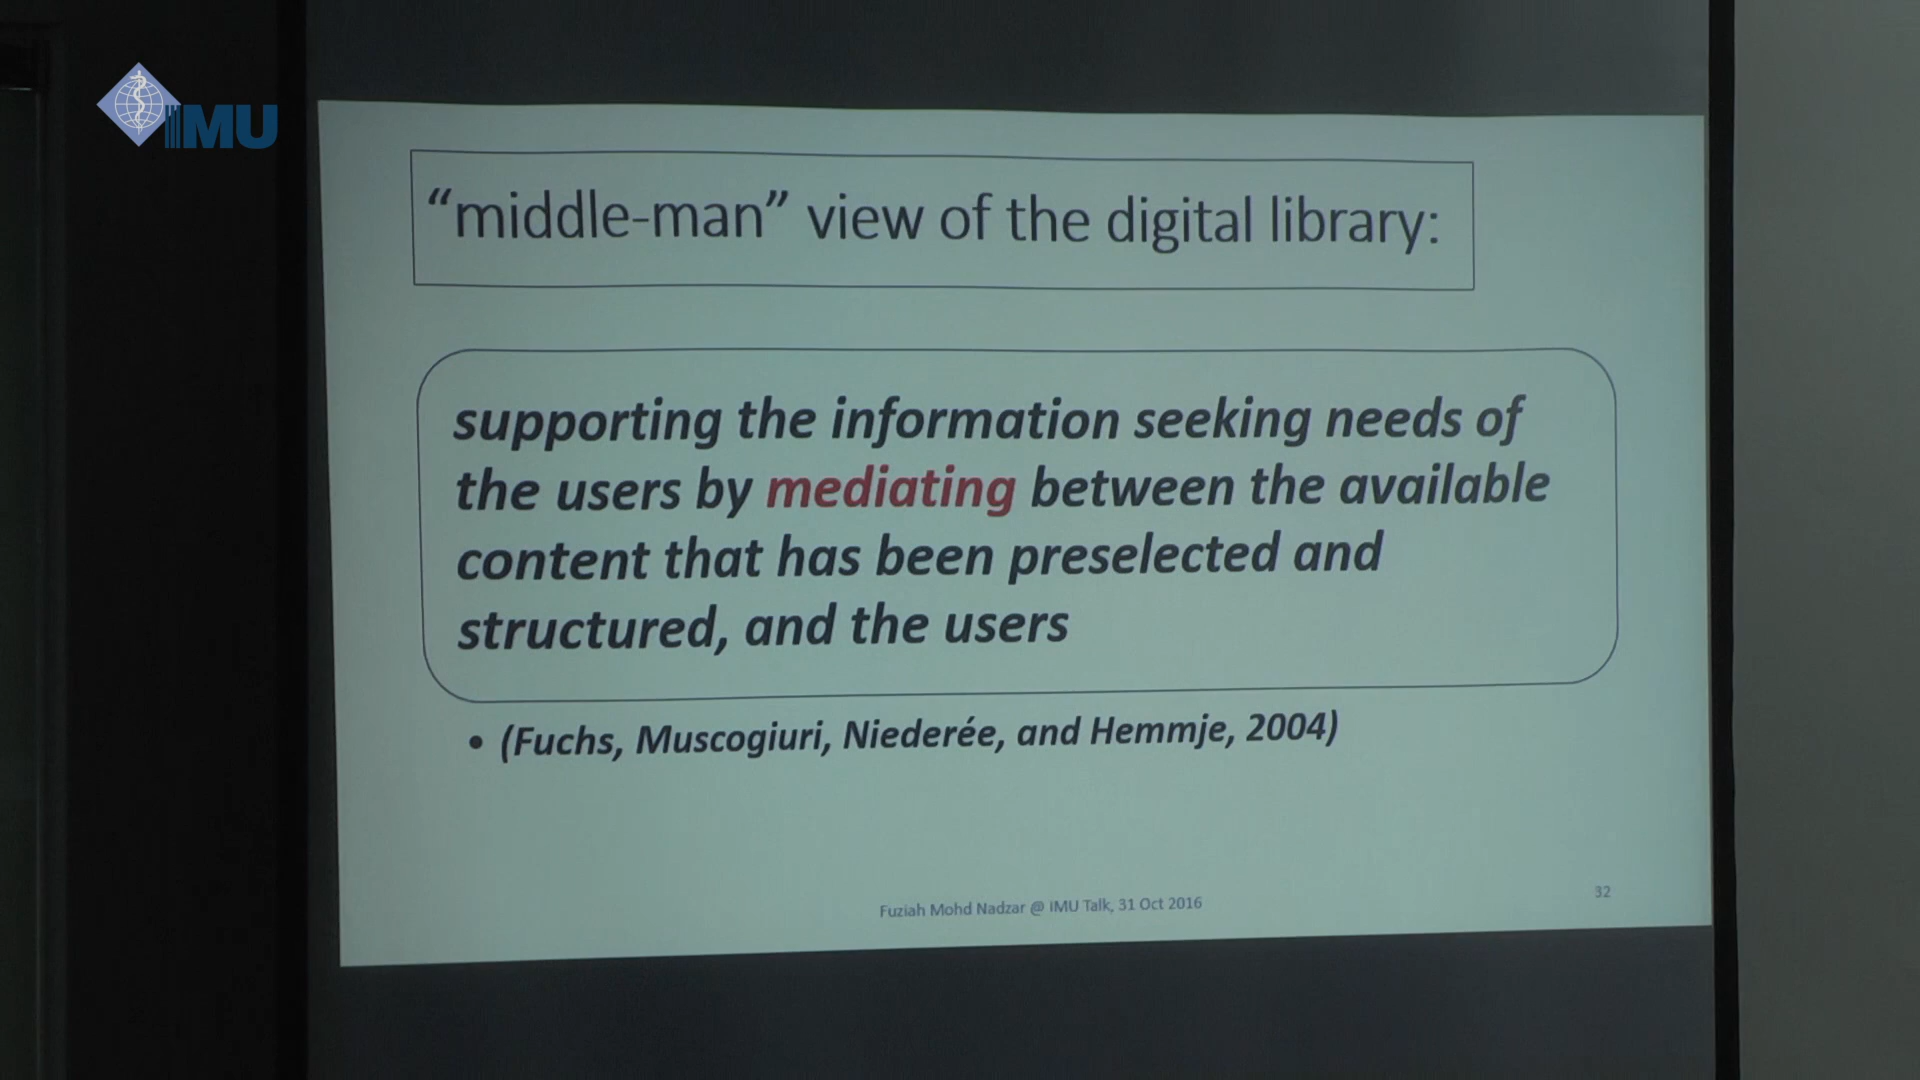 IMU
“middle-man” view of the digital library:
supporting the information seeking needs of
the users by mediating between the available
content that has been preselected and
structured, and the users
• (Fuchs, Muscogiuri, Niederée, and Hemmje, 2004)
Fuziah Mohd Nadzar @ IMU Talk, 31 Oct 2016
32